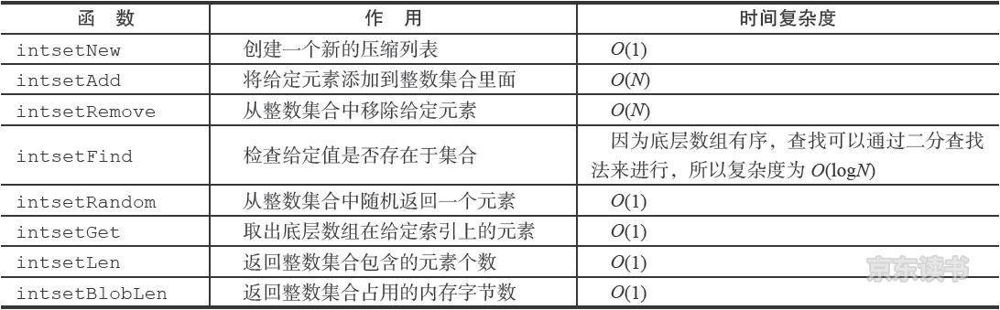 函 数 作 用 时间复杂度
intsetNew 创建一个新的压缩列表 O(1)
intsetAdd 将给定元素添加到整数集合里面 O(N)
intsetRemove 从整数集合中移除给定元素 O(N)
intsetFind 检查给定值是否存在于集合 因为底层数组有序，查找可以通过二分查找
法来进行，所以复杂度为 O(logN)
intsetRandom 从整数集合中随机返回一个元素 O(1)
intsetGet 取出底层数组在给定索引上的元素 O(1)
intsetLen 返回整数集合包含的元素个数 O(1)
intsetBlobLen 返回整数集合占用的内存字节数 O(1)
京东读书